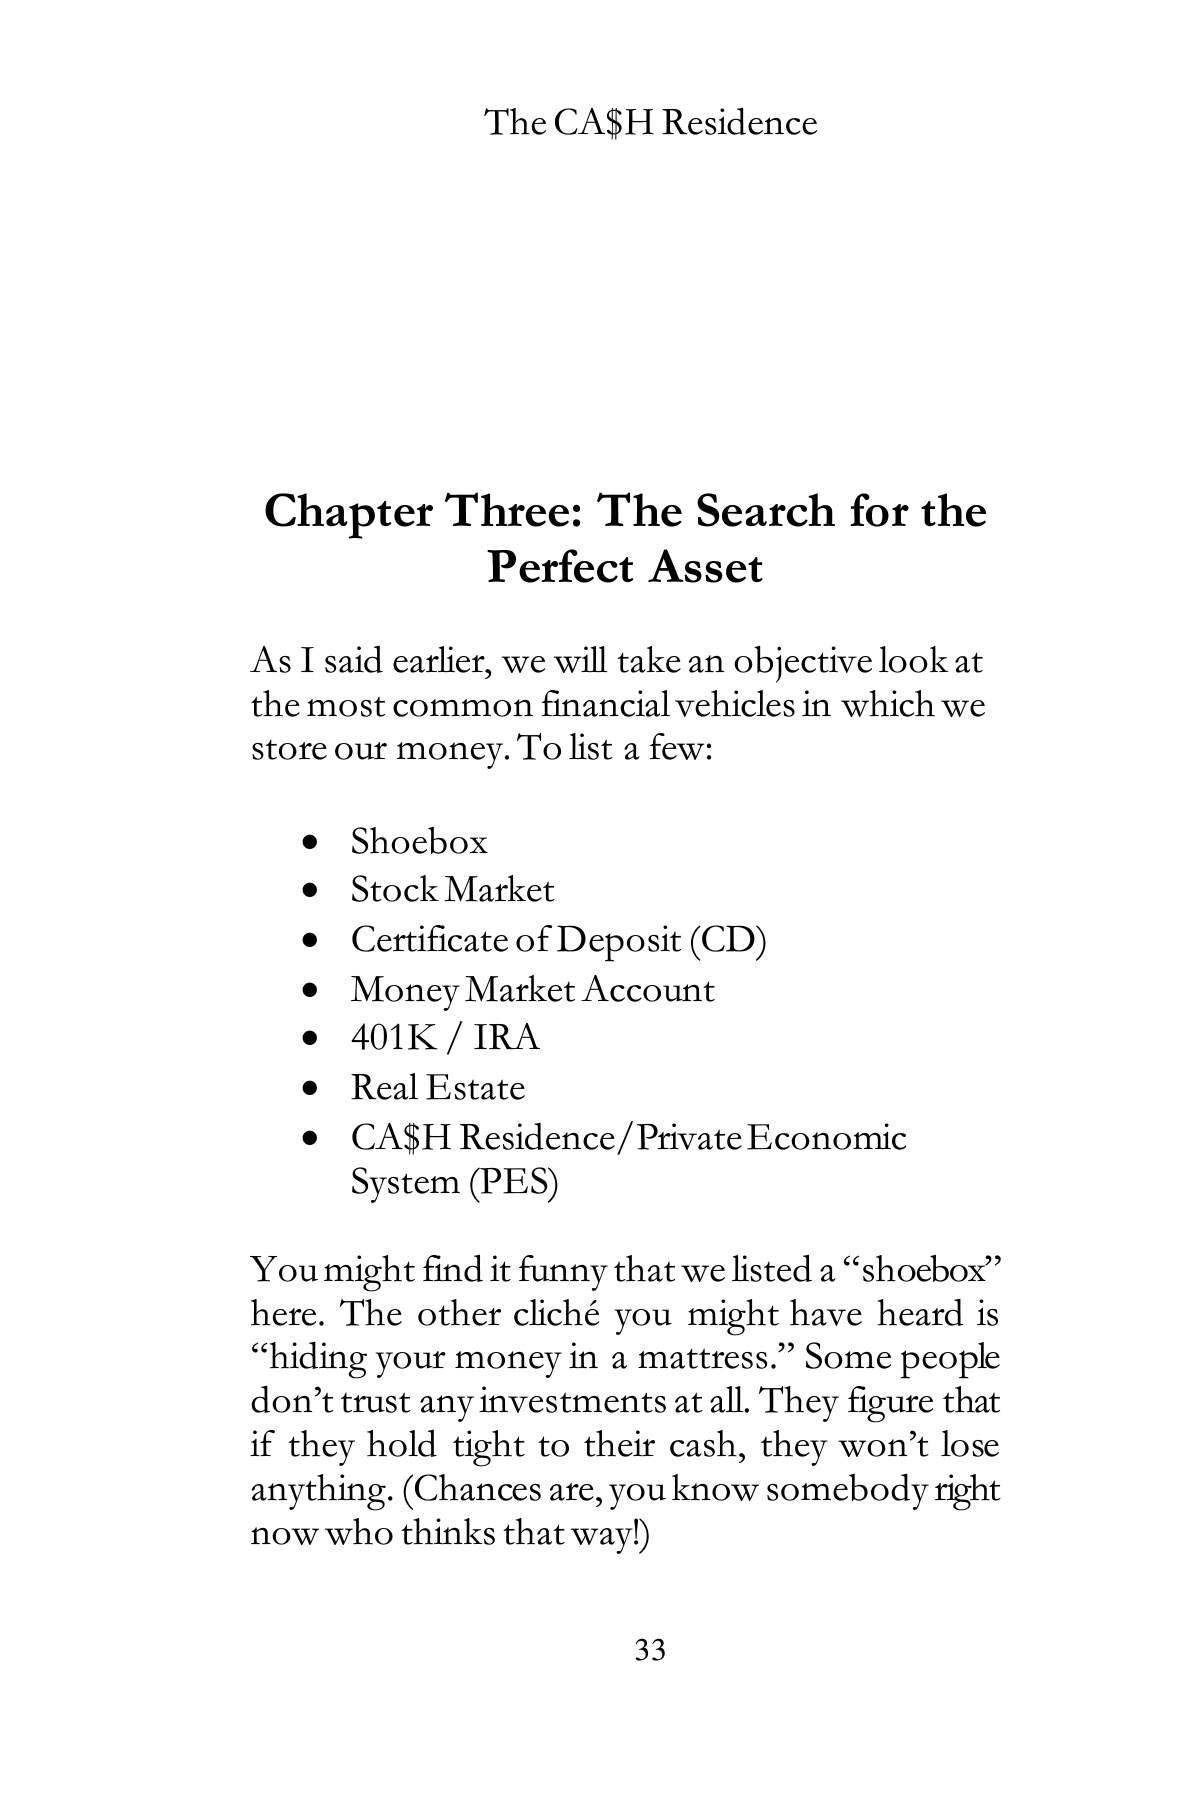 The CA$H Residence
Chapter Three: The Search for the
Perfect Asset
As I said earlier, we will take an objective look at
the most common financial vehicles in which we
store our money. To list a few:
• Shoebox
• Stock Market
• Certificate of Deposit (CD)
• Money Market Account
• 401K / IRA
• Real Estate
• CA$H Residence/Private Economic
System (PES)
You might find it funny that we listed a “shoebox”
here. The other cliché you might have heard is
“hiding your money in a mattress.” Some people
don’t trust any investments at all. They figure that
if they hold tight to their cash, they won’t lose
anything. (Chances are, you know somebody right
now who thinks that way!)
33